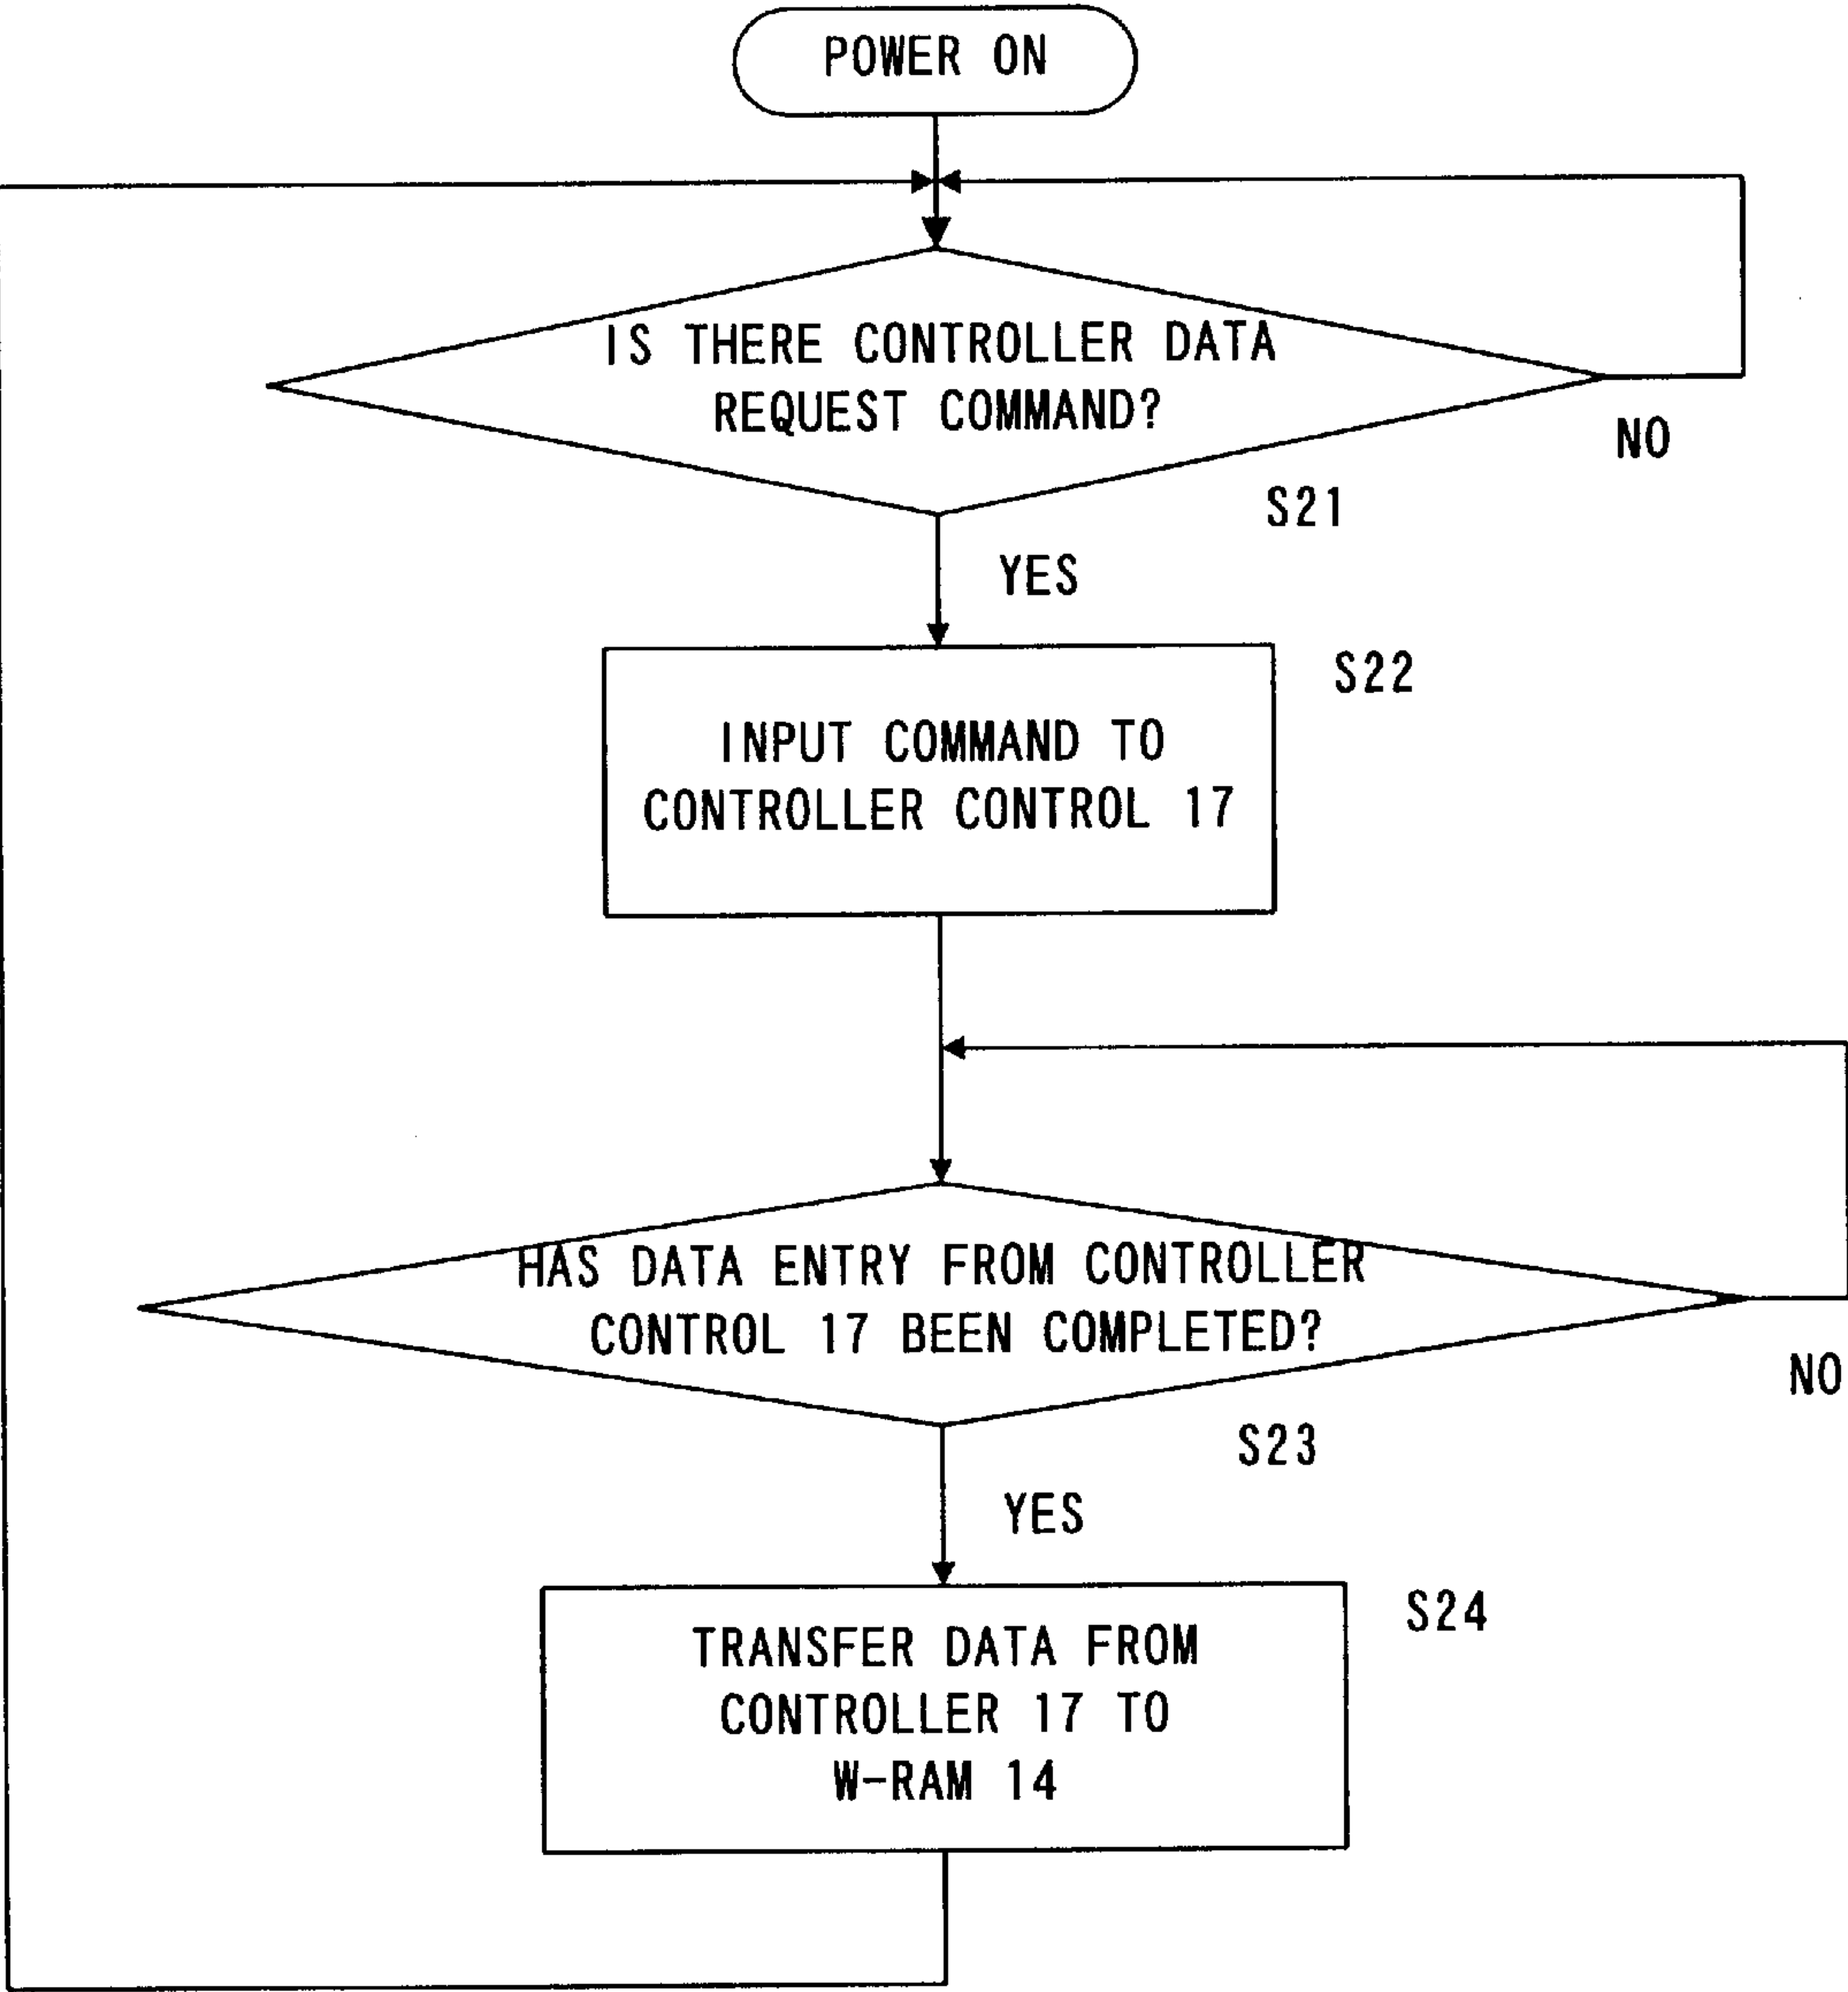 POWER ON
IS THERE CONTROLLER DATA
REQUEST COMMAND?
NO
S21
YES
S22
INPUT COMMAND TO
CONTROLLER CONTROL 17
HAS DATA ENTRY FROM CONTROLLER
CONTROL 17 BEEN COMPLETED?
NO
S23
YES
S24
TRANSFER DATA FROM
CONTROLLER 17 TO
W-RAM 14